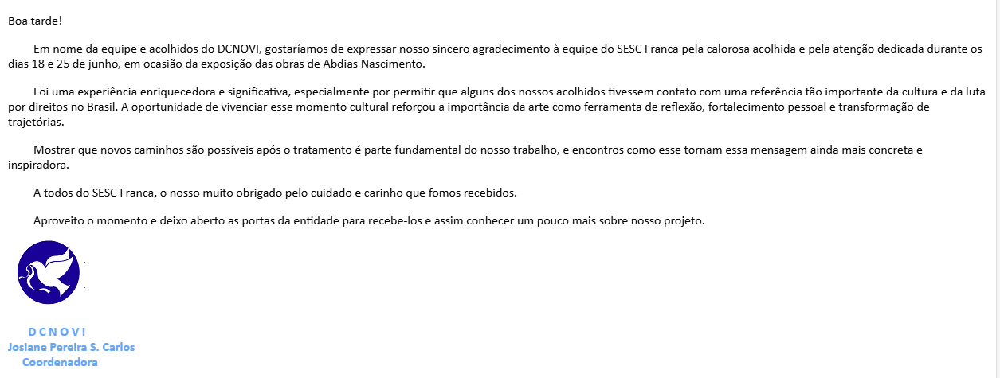 Boa tarde!
Em nome da equipe e acolhidos do DCNOVI, gostaríamos de expressar nosso sincero agradecimento à equipe do SESC Franca pela calorosa acolhida e pela atenção dedicada durante os
dias 18 e 25 de junho, em ocasião da exposição das obras de Abdias Nascimento.
Foi uma experiência enriquecedora e significativa, especialmente por permitir que alguns dos nossos acolhidos tivessem contato com uma referência tão importante da cultura e da luta
por direitos no Brasil. A oportunidade de vivenciar esse momento cultural reforçou a importância da arte como ferramenta de reflexão, fortalecimento pessoal e transformação de
trajetórias.
Mostrar que novos caminhos são possíveis após o tratamento é parte fundamental do nosso trabalho, e encontros como esse tornam essa mensagem ainda mais concreta e
inspiradora.
A todos do SESC Franca, o nosso muito obrigado pelo cuidado e carinho que fomos recebidos.
Aproveito o momento e deixo aberto as portas da entidade para recebe-los e assim conhecer um pouco mais sobre nosso projeto.
D C N O V I
Josiane Pereira S. Carlos
Coordenadora